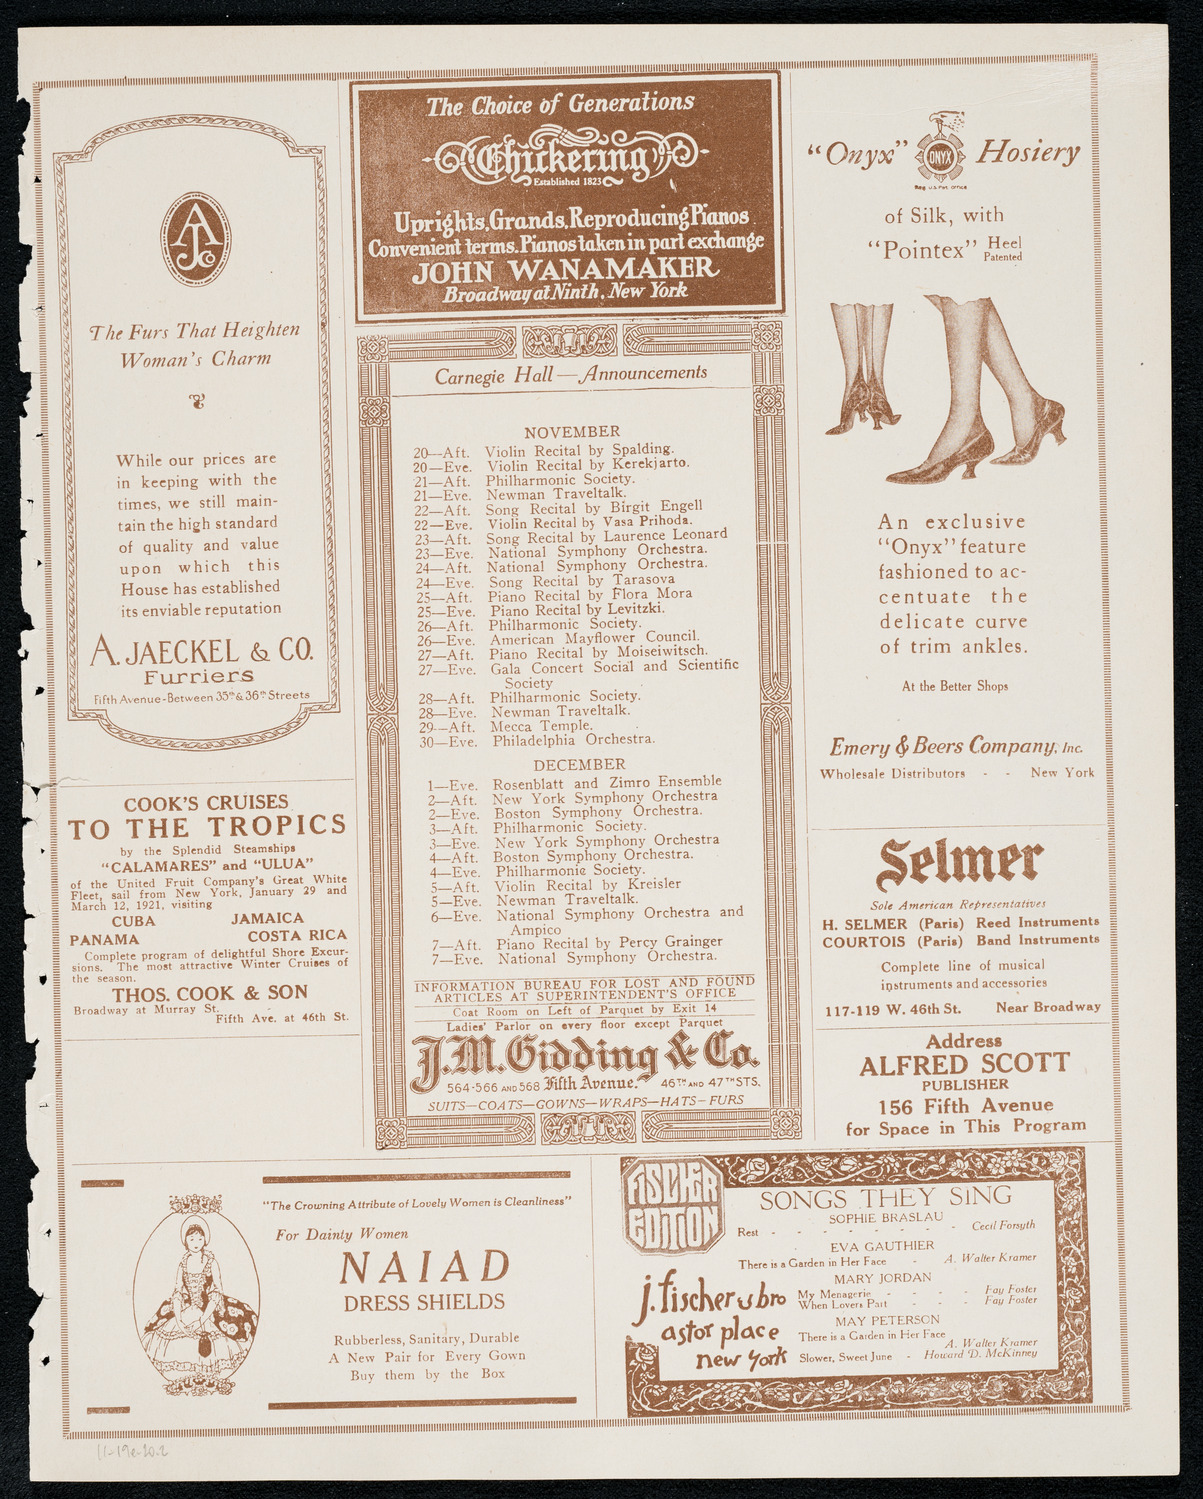 AJCo
The Furs That Heighten
Woman's Charm
While our prices are
in keeping with the
times, we still main-
tain the high standard
of quality and value
upon which this
House has established
its enviable reputation
A. JAECKEL & CO.
Furriers
Fifth Avenue-Between 35th & 36th Streets
COOK'S CRUISES
TO THE TROPICS
by the Splendid Steamships
"CALAMARES" and "ULUA"
of the United Fruit Company's Great White
Fleet, sail from New York, January 29 and
March 12, 1921, visiting
CUBA JAMAICA
PANAMA COSTA RICA
Complete program of delightful Shore Excur-
sions. The most attractive Winter Cruises of
the season.
THOS. COOK & SON
Broadway at Murray St.
Fifth Ave. at 46th St.
The Choice of Generations
Chickering
Established 1823
Uprights, Grands, Reproducing Pianos
Convenient terms. Pianos taken in part exchange
JOHN WANAMAKER
Broadway at Ninth, New York
Carnegie Hall—Announcements
NOVEMBER
20—Aft. Violin Recital by Spalding.
20—Eve. Violin Recital by Kerekjarto.
21—Aft. Philharmonic Society.
21—Eve. Newman Traveltalk.
22—Aft. Song Recital by Birgit Engell
22—Eve. Violin Recital by Vasa Prihoda.
23—Aft. Song Recital by Laurence Leonard
23—Eve. National Symphony Orchestra.
24—Aft. National Symphony Orchestra.
24—Eve. Song Recital by Tarasova
25—Aft. Piano Recital by Flora Mora
25—Eve. Piano Recital by Levitzki.
26—Aft. Philharmonic Society.
26—Eve. American Mayflower Council.
27—Aft. Piano Recital by Moiseiwitsch.
27—Eve. Gala Concert Social and Scientific
Society
28—Aft. Philharmonic Society.
28—Eve. Newman Traveltalk.
29—Aft. Mecca Temple.
30—Eve. Philadelphia Orchestra.
DECEMBER
1—Eve. Rosenblatt and Zimro Ensemble
2—Aft. New York Symphony Orchestra
2—Eve. Boston Symphony Orchestra.
3—Aft. Philharmonic Society.
3—Eve. New York Symphony Orchestra
4—Aft. Boston Symphony Orchestra.
4—Eve. Philharmonic Society.
5—Aft. Violin Recital by Kreisler
5—Eve. Newman Traveltalk.
6—Eve. National Symphony Orchestra and
Ampico
7—Aft. Piano Recital by Percy Grainger
7—Eve. National Symphony Orchestra.
INFORMATION BUREAU FOR LOST AND FOUND
ARTICLES AT SUPERINTENDENT'S OFFICE
Coat Room on Left of Parquet by Exit 14
Ladies' Parlor on every floor except Parquet
J.M. Gidding & Co.
564-566 AND 568 Fifth Avenue. 46TH AND 47TH STS.
SUITS—COATS—GOWNS—WRAPS—HATS—FURS
"Onyx" ONYX Hosiery
Reg. U.S. Pat. Office
of Silk, with
"Pointex" Heel
Patented
An exclusive
"Onyx" feature
fashioned to ac-
centuate the
delicate curve
of trim ankles.
At the Better Shops
Emery & Beers Company, Inc.
Wholesale Distributors - - New York
Selmer
Sole American Representatives
H. SELMER (Paris) Reed Instruments
COURTOIS (Paris) Band Instruments
Complete line of musical
instruments and accessories
117-119 W. 46th St. Near Broadway
Address
ALFRED SCOTT
PUBLISHER
156 Fifth Avenue
for Space in This Program
"The Crowning Attribute of Lovely Women is Cleanliness"
For Dainty Women
NAIAD
DRESS SHIELDS
Rubberless, Sanitary, Durable
A New Pair for Every Gown
Buy them by the Box
FISCHER
EDITION
j. fischer & bro
astor place
new york
SONGS THEY SING
SOPHIE BRASLAU
Rest - - - - - - - Cecil Forsyth
EVA GAUTHIER
There is a Garden in Her Face - A. Walter Kramer
MARY JORDAN
My Menagerie - - - - Fay Foster
When Lovers Part - - - Fay Foster
MAY PETERSON
There is a Garden in Her Face
A. Walter Kramer
Slower, Sweet June - Howard D. McKinney
11-19e-20-2